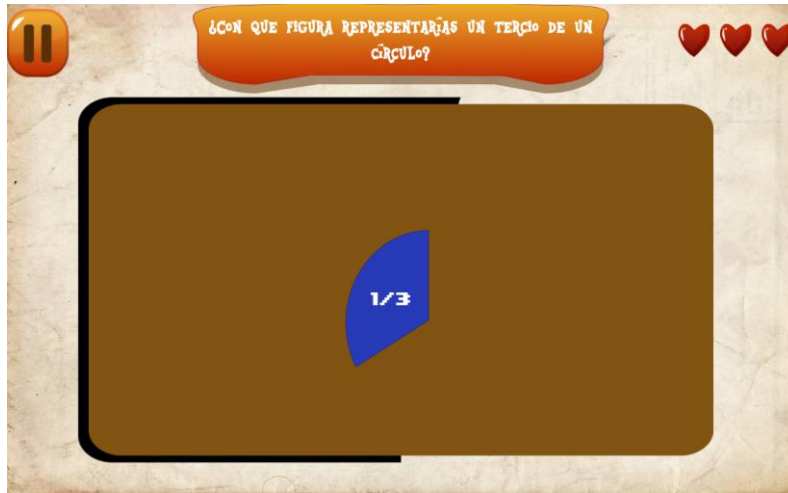 ¿CON QUE FIGURA REPRESENTARÍAS UN TERCIO DE UN
CÍRCULO?
1/3